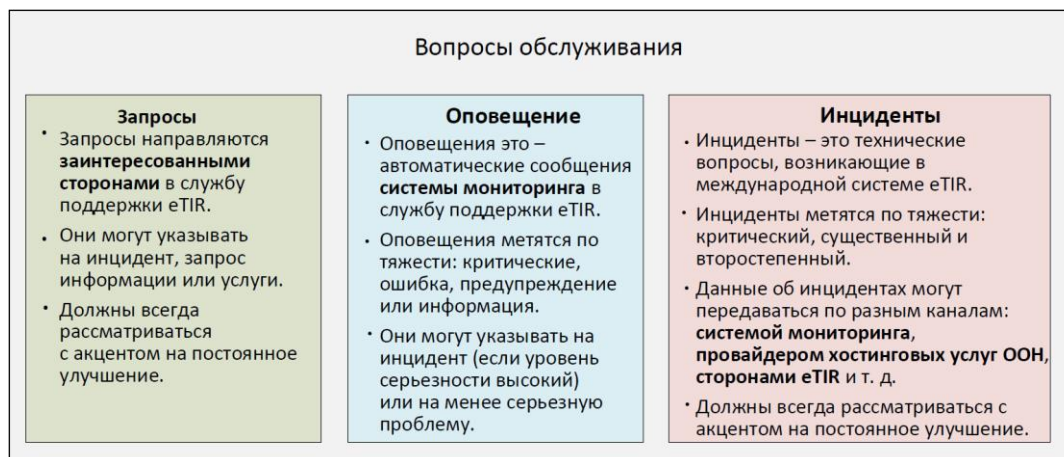 Вопросы обслуживания
Запросы
• Запросы направляются
заинтересованными
сторонами в службу
поддержки eTIR.
• Они могут указывать
на инцидент, запрос
информации или услуги.
• Должны всегда
рассматриваться
с акцентом на постоянное
улучшение.
Оповещение
• Оповещения это –
автоматические сообщения
системы мониторинга в
службу поддержки eTIR.
• Оповещения метятся по
тяжести: критические,
ошибка, предупреждение
или информация.
• Они могут указывать на
инцидент (если уровень
серьезности высокий)
или на менее серьезную
проблему.
Инциденты
• Инциденты – это технические
вопросы, возникающие в
международной системе eTIR.
• Инциденты метятся по тяжести:
критический, существенный и
второстепенный.
• Данные об инцидентах могут
передаваться по разным каналам:
системой мониторинга,
провайдером хостинговых услуг ООН,
сторонами eTIR и т. д.
• Должны всегда рассматриваться с
акцентом на постоянное улучшение.